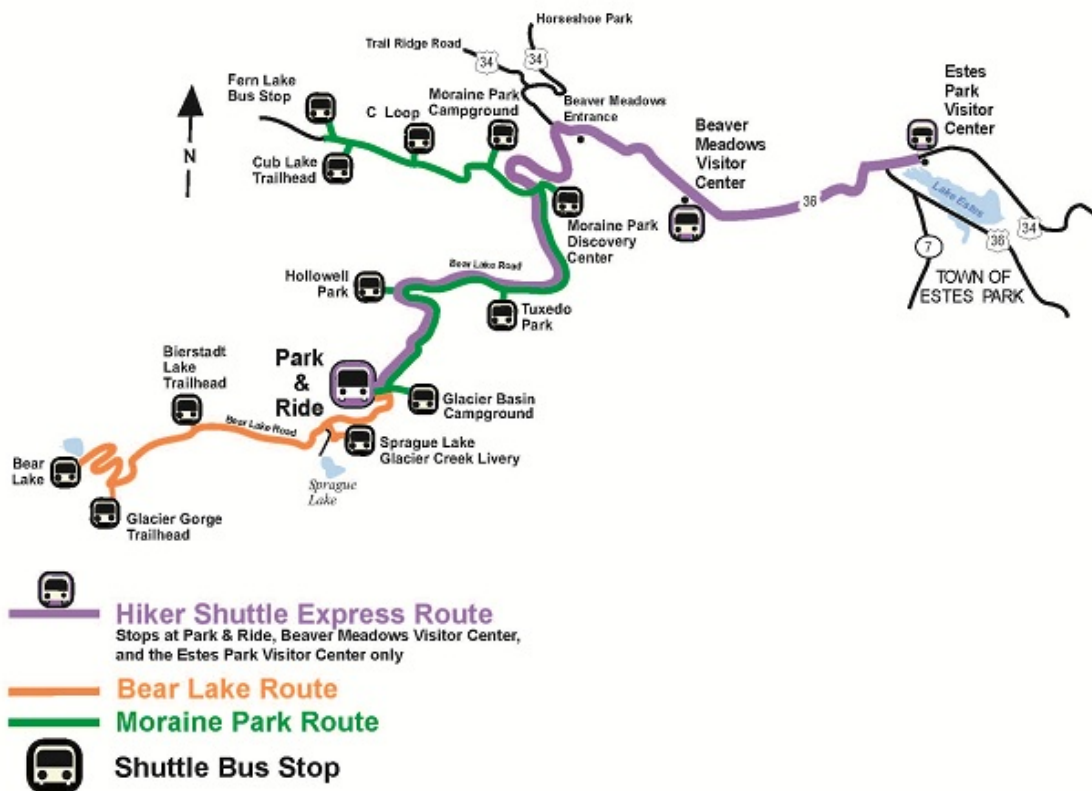 Horseshoe Park
Trail Ridge Road
34
34
Fern Lake
Bus Stop
C Loop
Moraine Park
Campground
Beaver Meadows
Entrance
Estes
Park
Visitor
Center
Beaver
Meadows
Visitor
Center
N
Cub Lake
Trailhead
36
Lake Estes
Moraine Park
Discovery
Center
7
36
34
TOWN OF
ESTES PARK
Bear Lake Road
Hollowell
Park
Tuxedo
Park
Bierstadt
Lake
Trailhead
Park
&
Ride
Glacier Basin
Campground
Bear Lake Road
Sprague Lake
Glacier Creek Livery
Bear
Lake
Sprague
Lake
Glacier Gorge
Trailhead
Hiker Shuttle Express Route
Stops at Park & Ride, Beaver Meadows Visitor Center,
and the Estes Park Visitor Center only
Bear Lake Route
Moraine Park Route
Shuttle Bus Stop